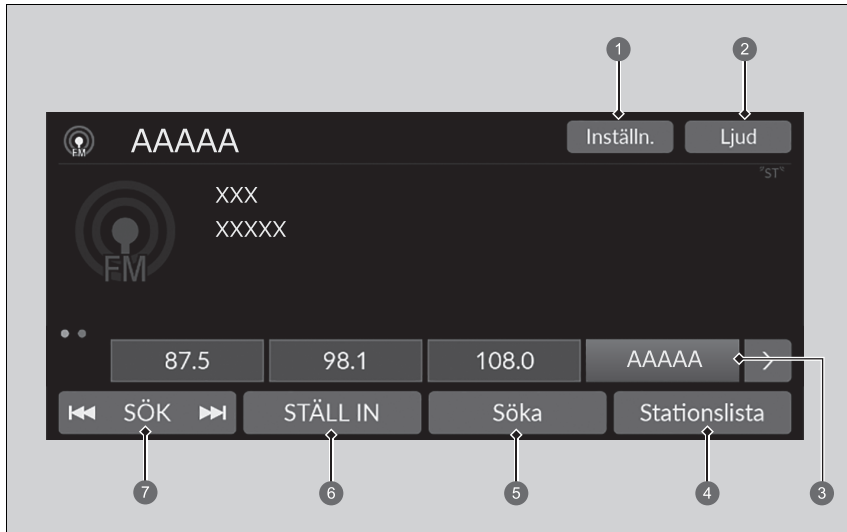 1 2
FM AAAAA Inställn. Ljud
"ST"
XXX
XXXXX
FM
87.5 98.1 108.0 AAAAA >
SÖK STÄLL IN Söka Stationslista
7 6 5 4 3